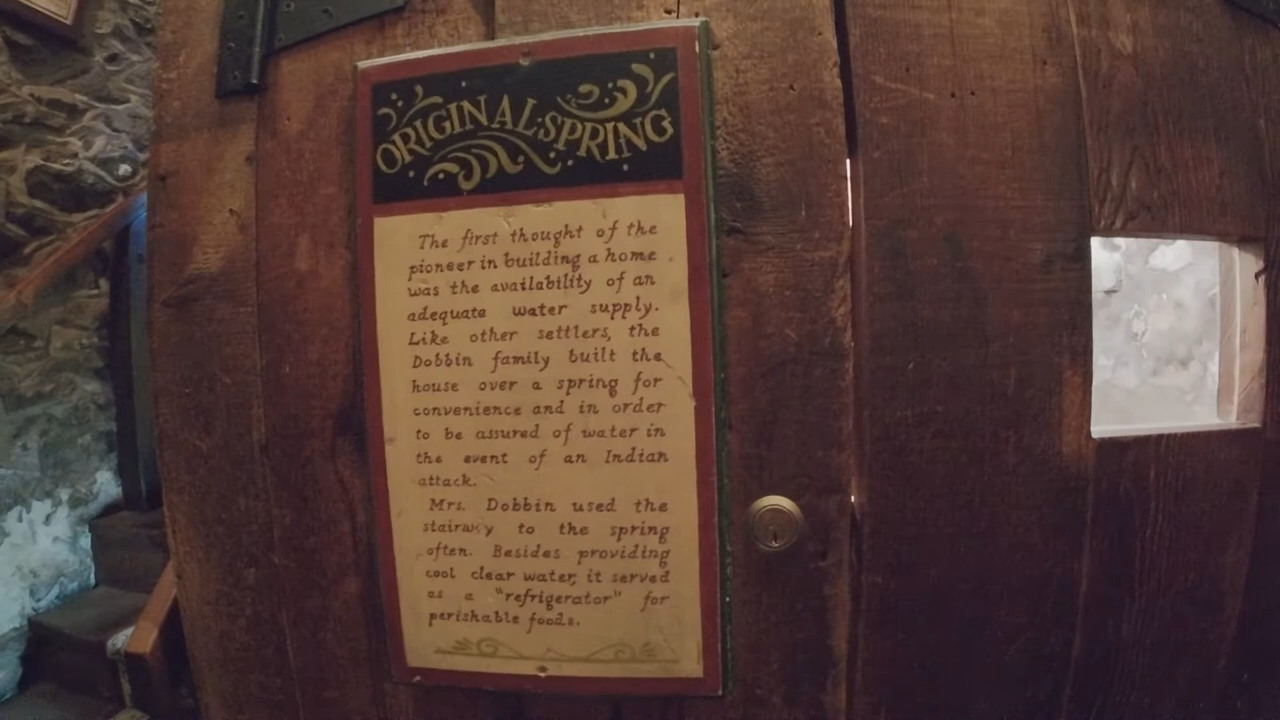 ORIGINAL SPRING
The first thought of the
pioneer in building a home
was the availability of an
adequate water supply.
Like other settlers, the
Dobbin family built the
house over a spring for
convenience and in order
to be assured of water in
the event of an Indian
attack.
Mrs. Dobbin used the
stairway to the spring
often. Besides providing
cool clear water, it served
as a "refrigerator" for
perishable foods.